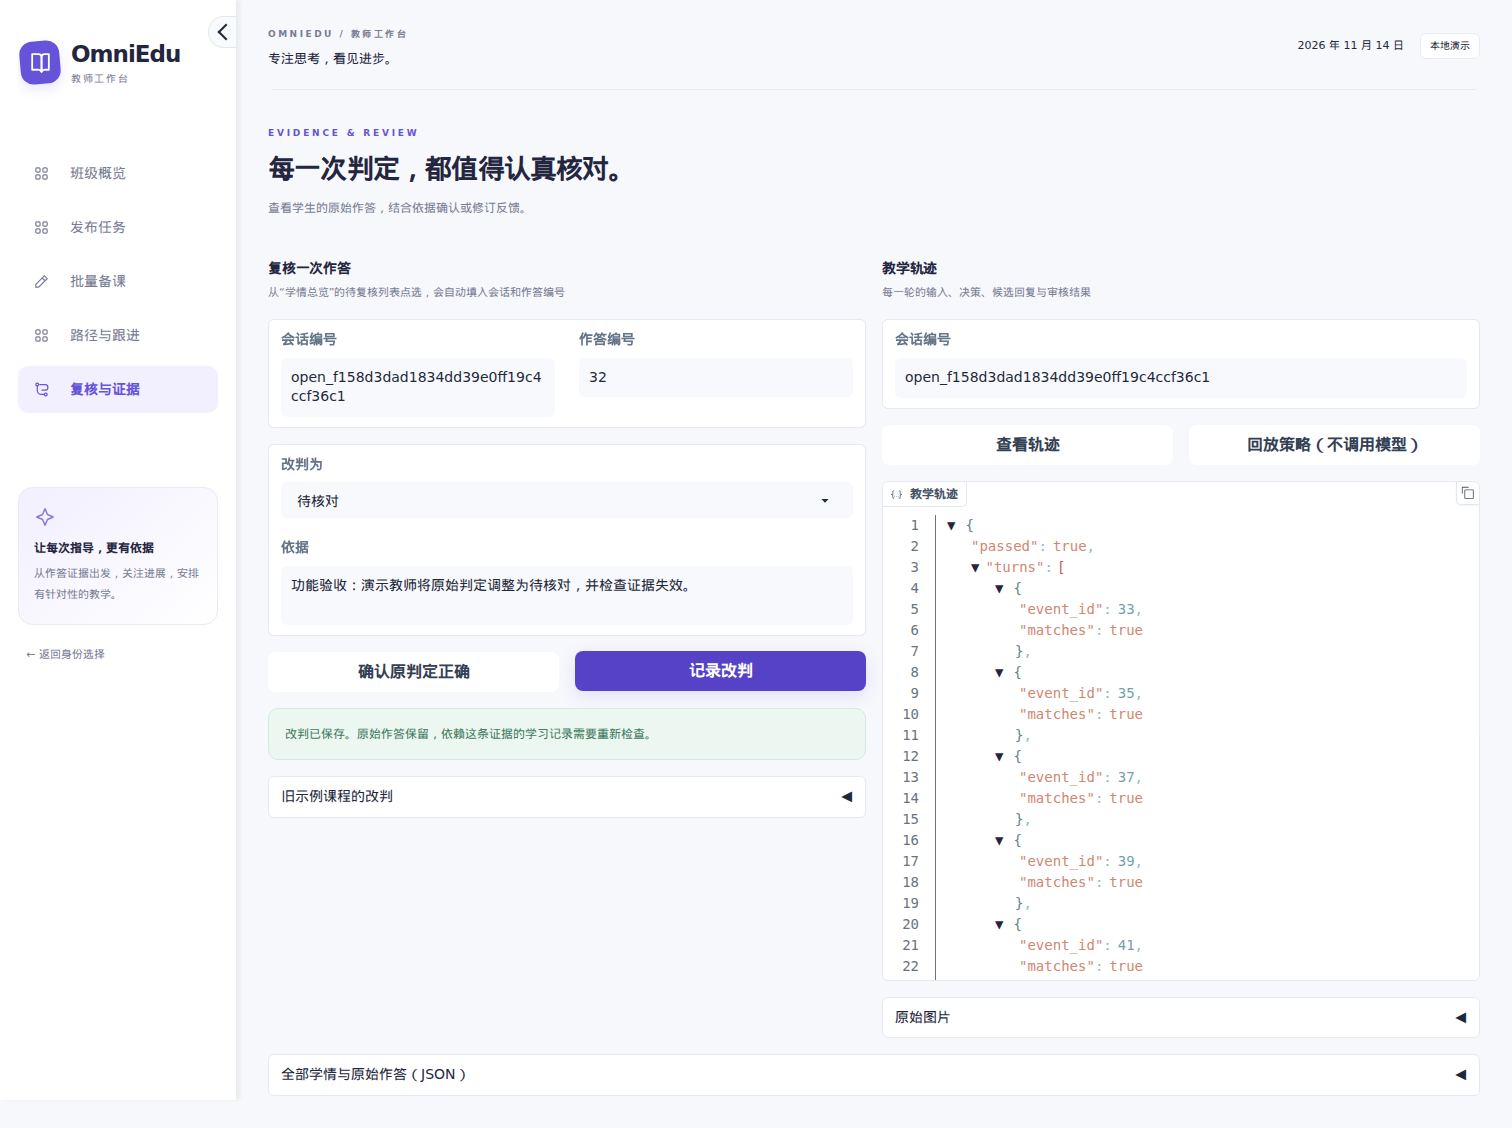 OmniEdu
教师工作台
班级概览
发布任务
批量备课
路径与跟进
复核与证据
让每次指导，更有依据
从作答证据出发，关注进展，安排
有针对性的教学。
← 返回身份选择
OMNIEDU / 教师工作台
专注思考，看见进步。
2026 年 11 月 14 日
本地演示
EVIDENCE & REVIEW
每一次判定，都值得认真核对。
查看学生的原始作答，结合依据确认或修订反馈。
复核一次作答
从“学情总览”的待复核列表点选，会自动填入会话和作答编号
会话编号
作答编号
open_f158d3dad1834dd39e0ff19c4
ccf36c1
32
改判为
待核对
依据
功能验收：演示教师将原始判定调整为待核对，并检查证据失效。
确认原判定正确
记录改判
改判已保存。原始作答保留，依赖这条证据的学习记录需要重新检查。
旧示例课程的改判
教学轨迹
每一轮的输入、决策、候选回复与审核结果
会话编号
open_f158d3dad1834dd39e0ff19c4ccf36c1
查看轨迹
回放策略（不调用模型）
{.} 教学轨迹
1 ▼ {
2 "passed": true,
3 ▼ "turns": [
4 ▼ {
5 "event_id": 33,
6 "matches": true
7 },
8 ▼ {
9 "event_id": 35,
10 "matches": true
11 },
12 ▼ {
13 "event_id": 37,
14 "matches": true
15 },
16 ▼ {
17 "event_id": 39,
18 "matches": true
19 },
20 ▼ {
21 "event_id": 41,
22 "matches": true
原始图片
全部学情与原始作答（JSON）